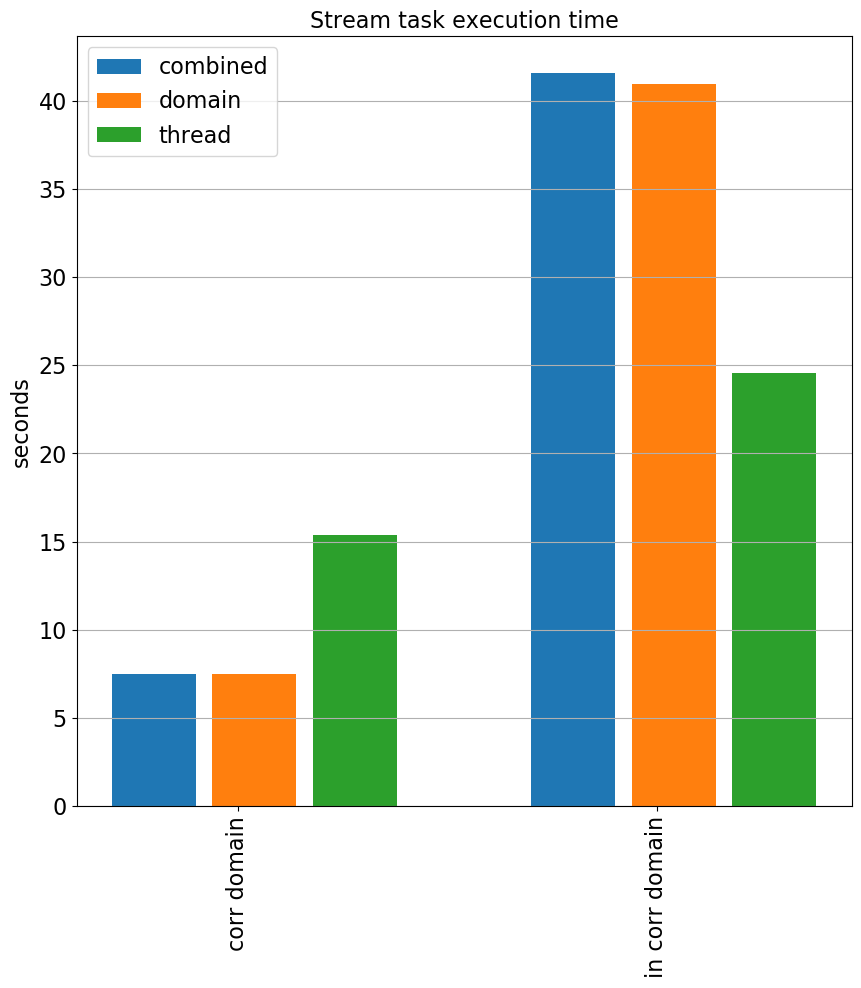 Stream task execution time
combined
domain
thread
40
35
30
25
20
15
10
5
0
seconds
corr domain
in corr domain